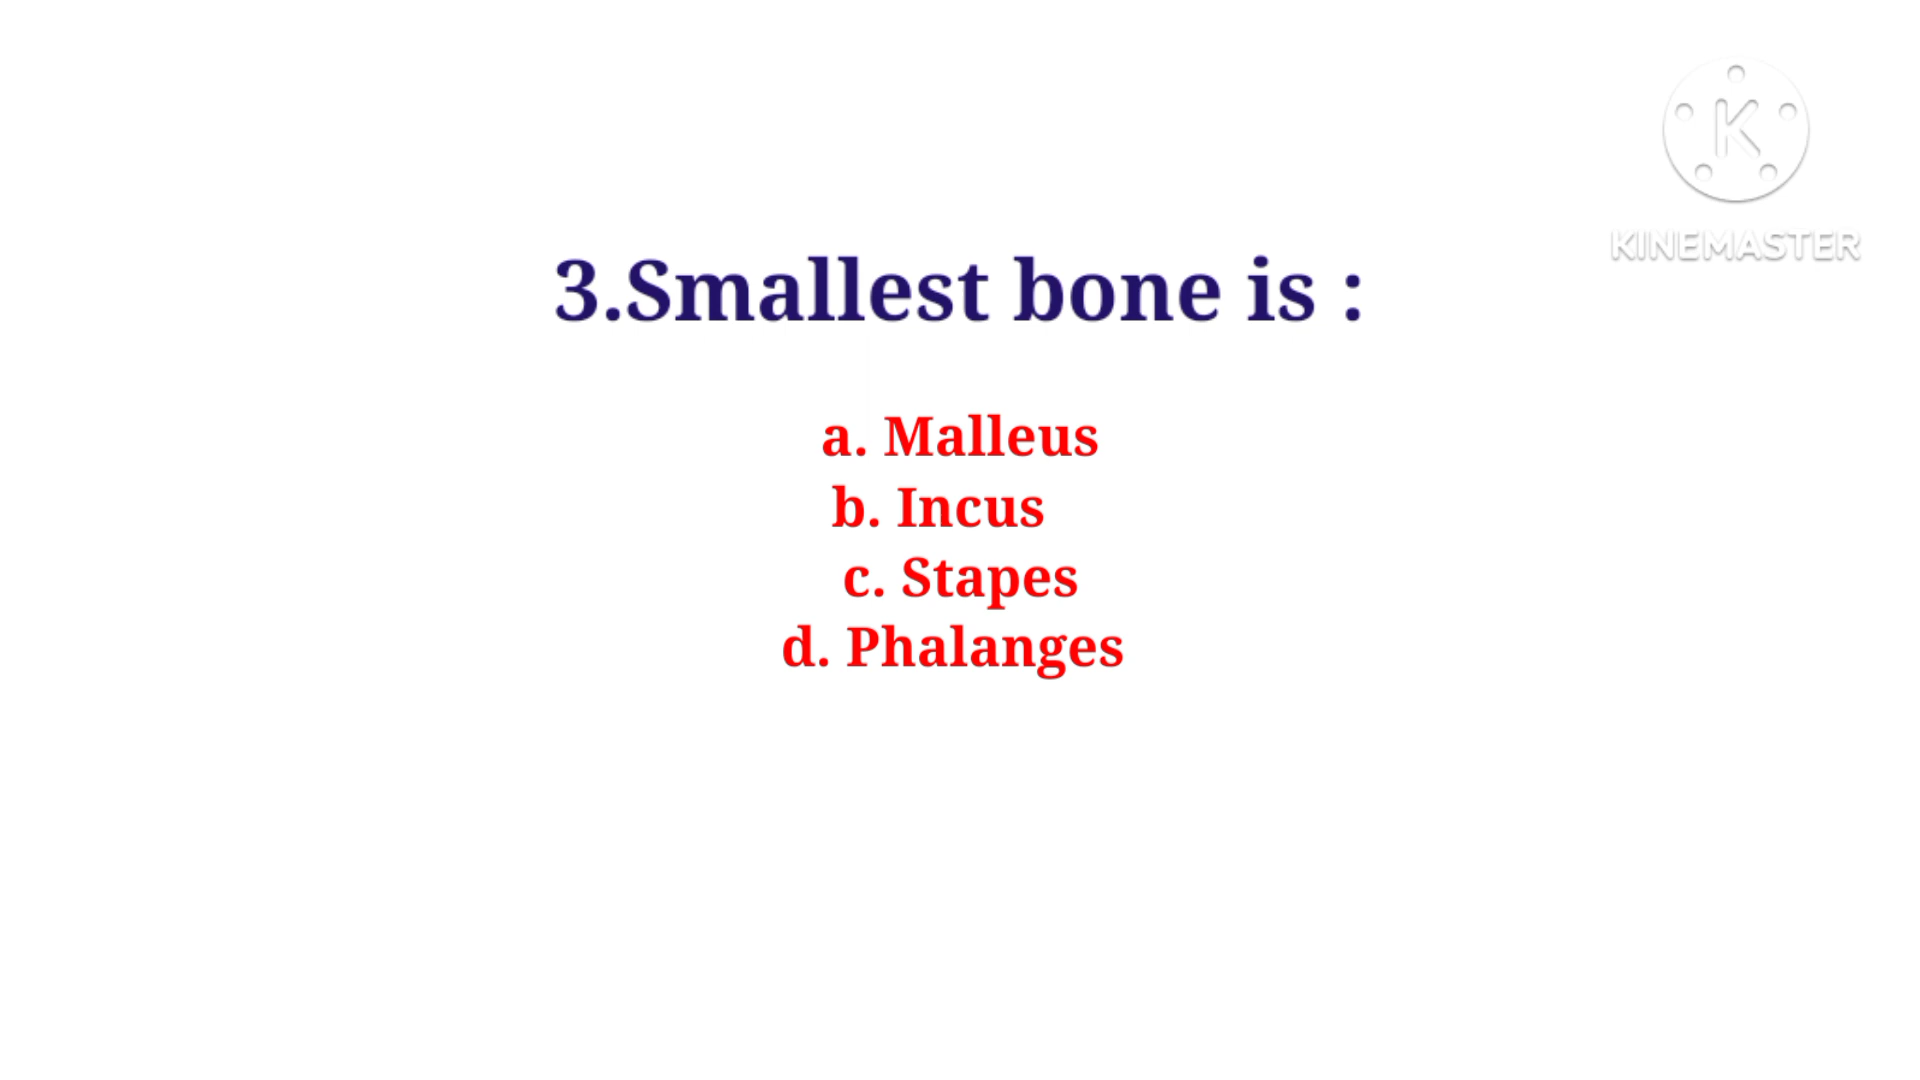 K
KINEMASTER
3.Smallest bone is :
a. Malleus
b. Incus
c. Stapes
d. Phalanges